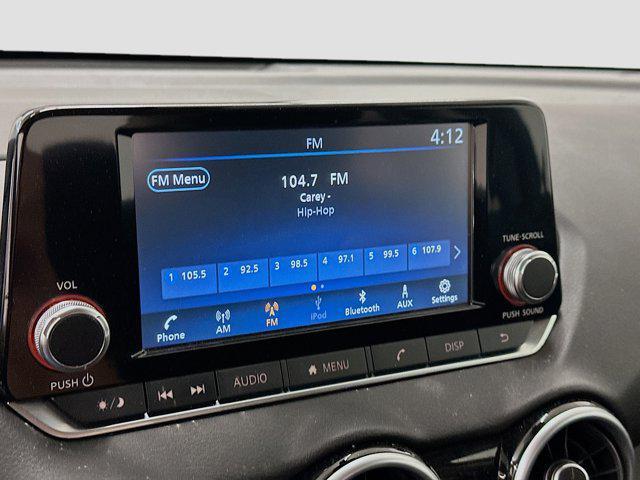 FM
4:12
FM Menu
104.7 FM
Carey -
Hip-Hop
1 105.5 2 92.5 3 98.5 4 97.1 5 99.5 6 107.9
Phone AM FM iPod Bluetooth AUX Settings
VOL
PUSH
TUNE·SCROLL
PUSH SOUND
AUDIO MENU DISP